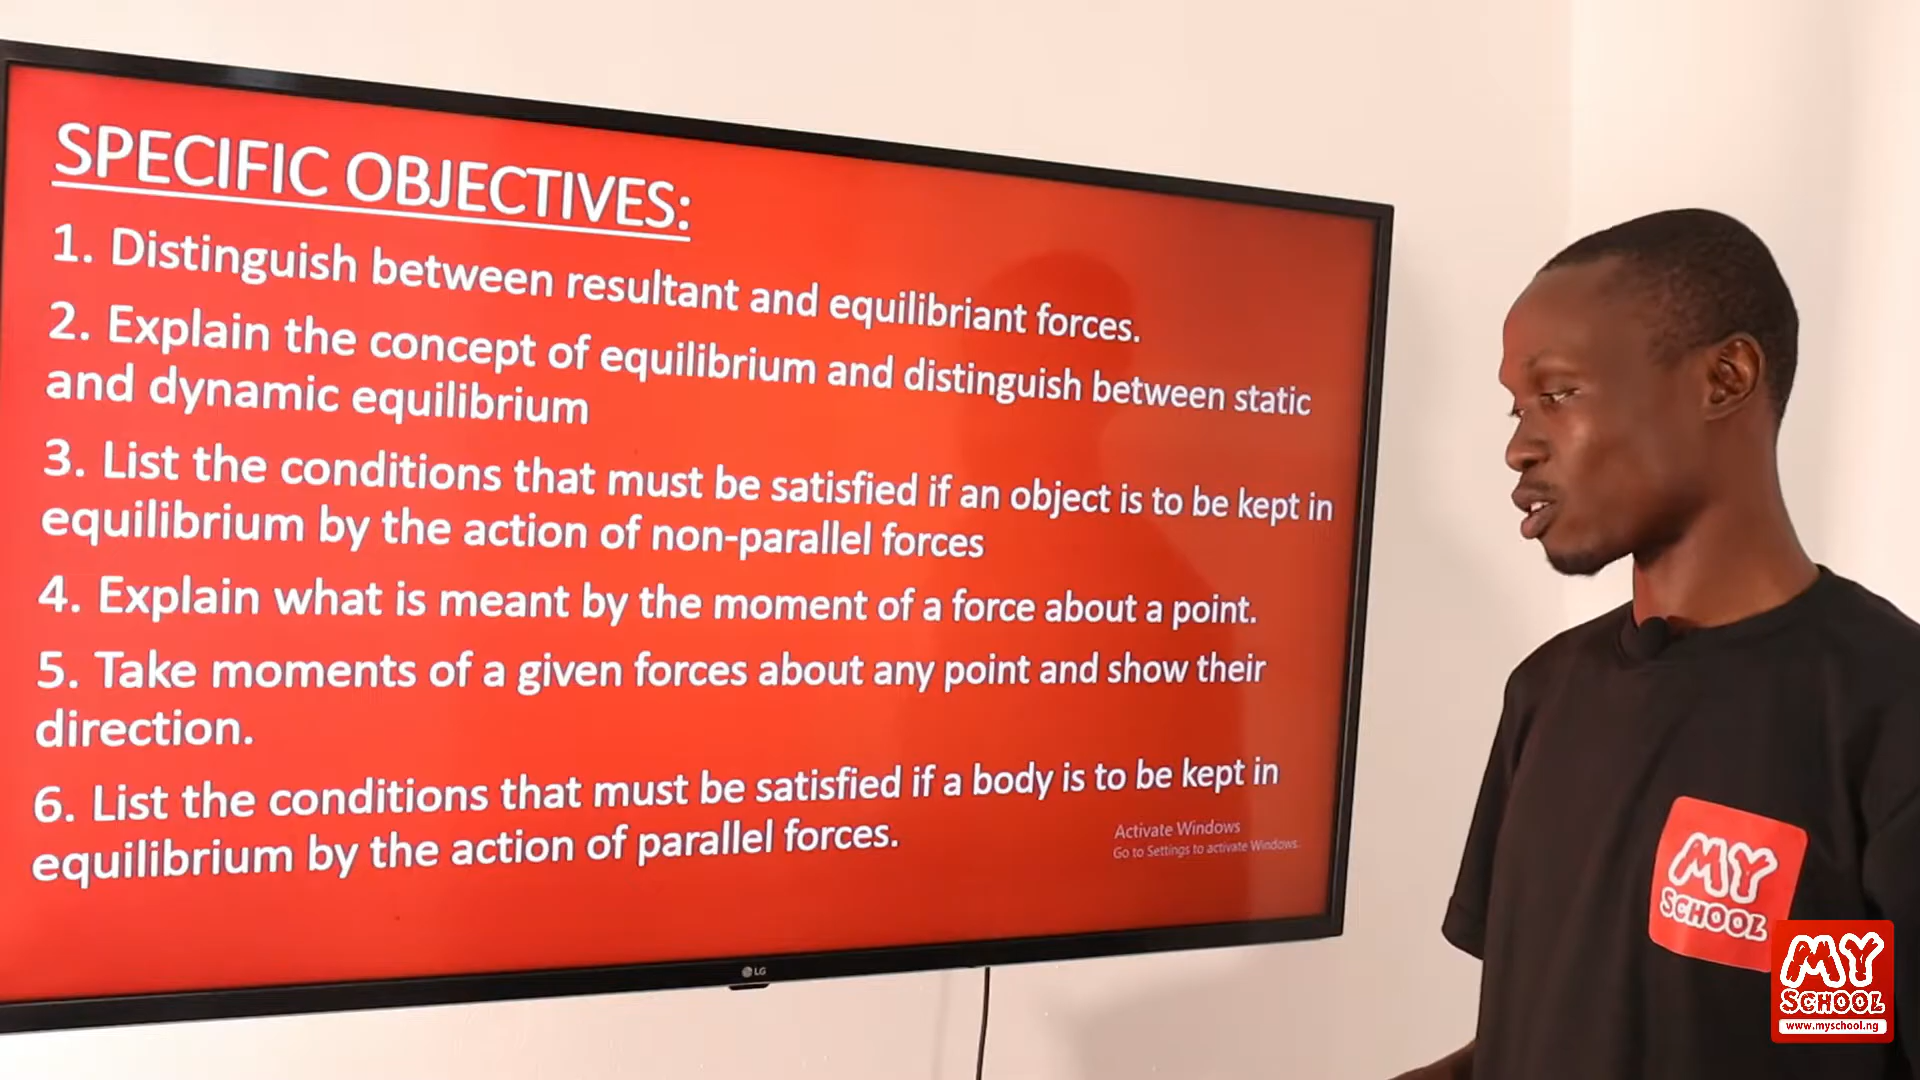 SPECIFIC OBJECTIVES:
1. Distinguish between resultant and equilibriant forces.
2. Explain the concept of equilibrium and distinguish between static
and dynamic equilibrium
3. List the conditions that must be satisfied if an object is to be kept in
equilibrium by the action of non-parallel forces
4. Explain what is meant by the moment of a force about a point.
5. Take moments of a given forces about any point and show their
direction.
6. List the conditions that must be satisfied if a body is to be kept in
equilibrium by the action of parallel forces.
Activate Windows
Go to Settings to activate Windows.
LG
MY
SCHOOL
MY
SCHOOL
www.myschool.ng